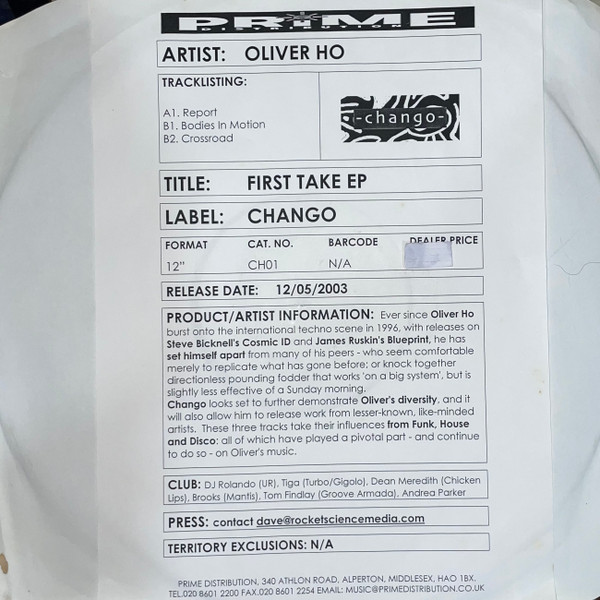 PRIME
DISTRIBUTION
ARTIST: OLIVER HO
TRACKLISTING:
A1. Report
B1. Bodies In Motion
B2. Crossroad
-chango-
TITLE: FIRST TAKE EP
LABEL: CHANGO
FORMAT CAT. NO. BARCODE DEALER PRICE
12" CH01 N/A
RELEASE DATE: 12/05/2003
PRODUCT/ARTIST INFORMATION: Ever since Oliver Ho
burst onto the international techno scene in 1996, with releases on
Steve Bicknell's Cosmic ID and James Ruskin's Blueprint, he has
set himself apart from many of his peers - who seem comfortable
merely to replicate what has gone before; or knock together
directionless pounding fodder that works 'on a big system', but is
slightly less effective of a Sunday morning.
Chango looks set to further demonstrate Oliver's diversity, and it
will also allow him to release work from lesser-known, like-minded
artists. These three tracks take their influences from Funk, House
and Disco: all of which have played a pivotal part - and continue
to do so - on Oliver's music.
CLUB: DJ Rolando (UR), Tiga (Turbo/Gigolo), Dean Meredith (Chicken
Lips), Brooks (Mantis), Tom Findlay (Groove Armada), Andrea Parker
PRESS: contact dave@rocketsciencemedia.com
TERRITORY EXCLUSIONS: N/A
PRIME DISTRIBUTION, 340 ATHLON ROAD, ALPERTON, MIDDLESEX, HAO 1BX.
TEL.020 8601 2200 FAX.020 8601 2254 EMAIL: MUSIC@PRIMEDISTRIBUTION.CO.UK